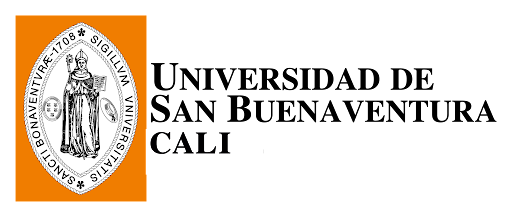 SIGILLVM VNIVERSITATIS
SANCTI BONAVENTVRÆ-1708
UNIVERSIDAD DE
SAN BUENAVENTURA
CALI